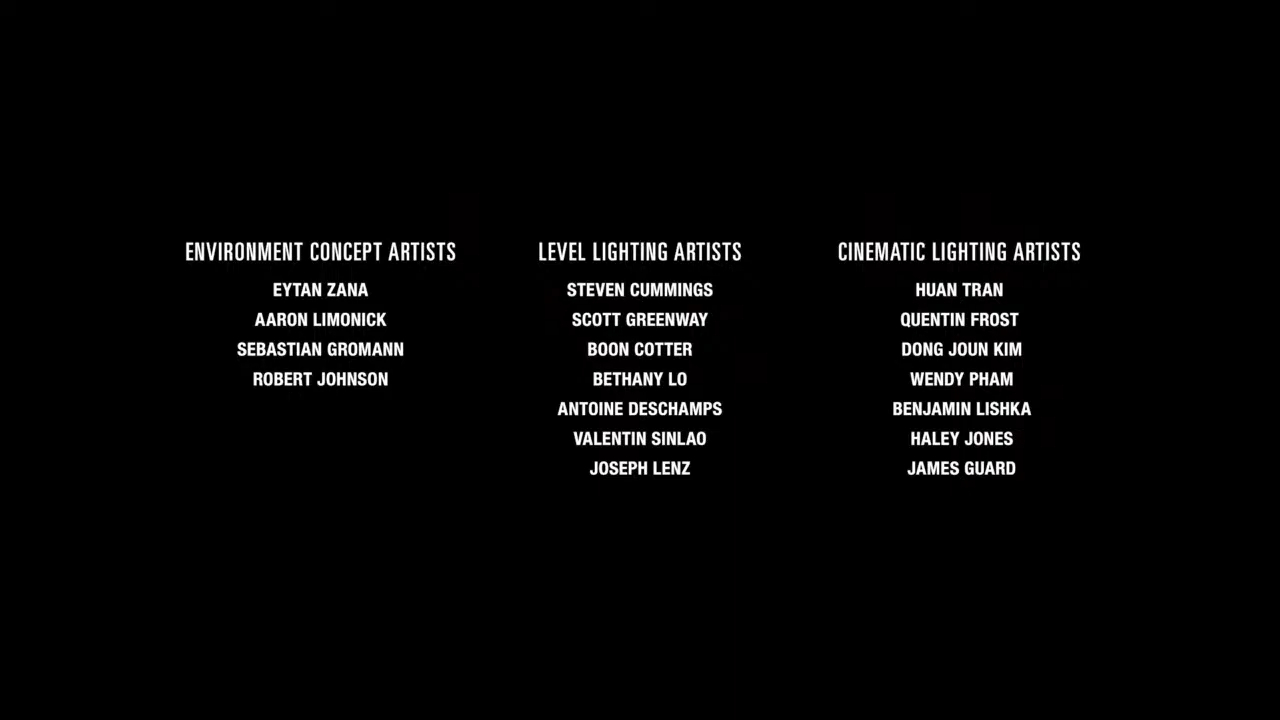 ENVIRONMENT CONCEPT ARTISTS
EYTAN ZANA
AARON LIMONICK
SEBASTIAN GROMANN
ROBERT JOHNSON
LEVEL LIGHTING ARTISTS
STEVEN CUMMINGS
SCOTT GREENWAY
BOON COTTER
BETHANY LO
ANTOINE DESCHAMPS
VALENTIN SINLAO
JOSEPH LENZ
CINEMATIC LIGHTING ARTISTS
HUAN TRAN
QUENTIN FROST
DONG JOUN KIM
WENDY PHAM
BENJAMIN LISHKA
HALEY JONES
JAMES GUARD